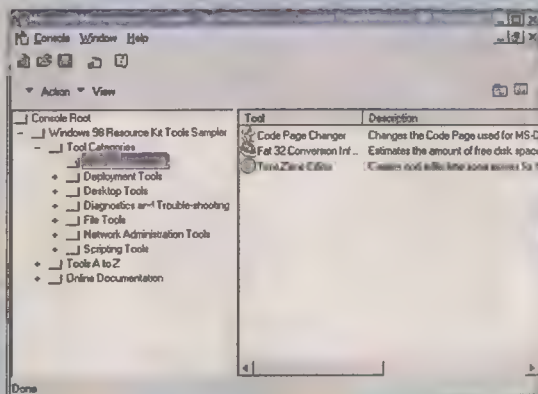 Console Window Help
Action View
Console Root
Windows 98 Resource Kit Tools Sampler
Tool Categories
Deployment Tools
Desktop Tools
Diagnostics and Trouble-shooting
File Tools
Network Administration Tools
Scripting Tools
Tools A to Z
Online Documentation
Tool Description
Code Page Changer Changes the Code Page used for MS-D
Fat 32 Conversion Inf... Estimates the amount of free disk space
Time Zone Editor
Done